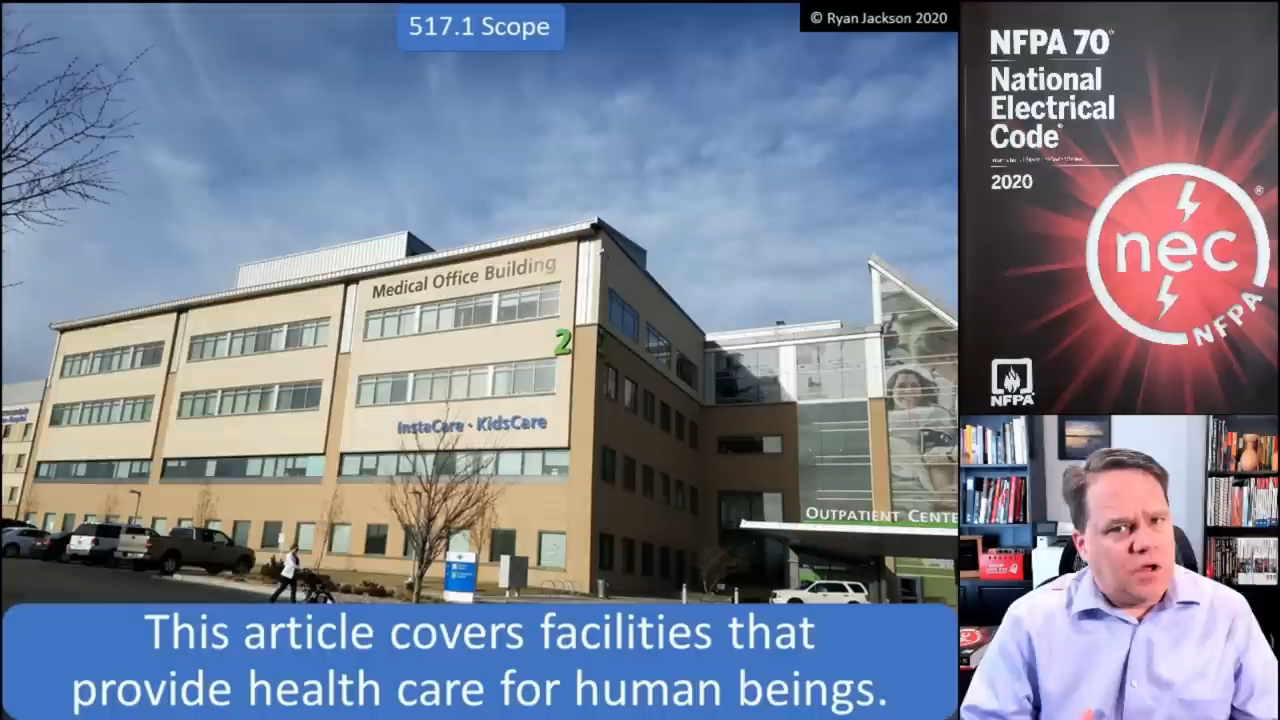 517.1 Scope
© Ryan Jackson 2020
Medical Office Building
2
InstaCare · KidsCare
OUTPATIENT CENTE
This article covers facilities that
provide health care for human beings.
NFPA 70®
National
Electrical
Code®
2020
nec
®
NFPA
NFPA